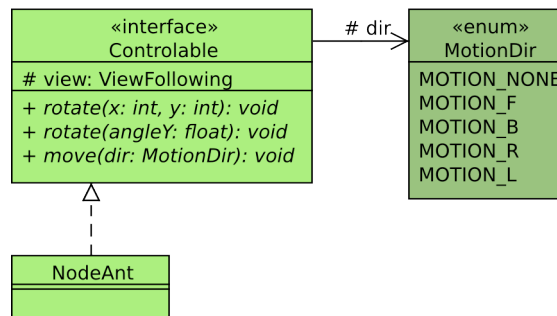 «interface»
Controlable
# view: ViewFollowing
+ rotate(x: int, y: int): void
+ rotate(angleY: float): void
+ move(dir: MotionDir): void
# dir
«enum»
MotionDir
MOTION_NONE
MOTION_F
MOTION_B
MOTION_R
MOTION_L
NodeAnt